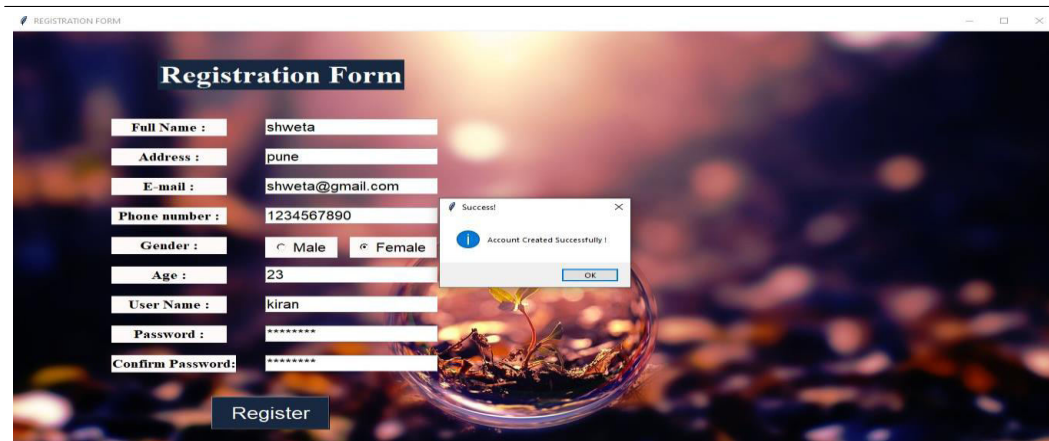 REGISTRATION FORM
Registration Form
Full Name : shweta
Address : pune
E-mail : shweta@gmail.com
Phone number : 1234567890
Gender : Male Female
Age : 23
User Name : kiran
Password : ********
Confirm Password: ********
Register
Success!
Account Created Successfully !
OK